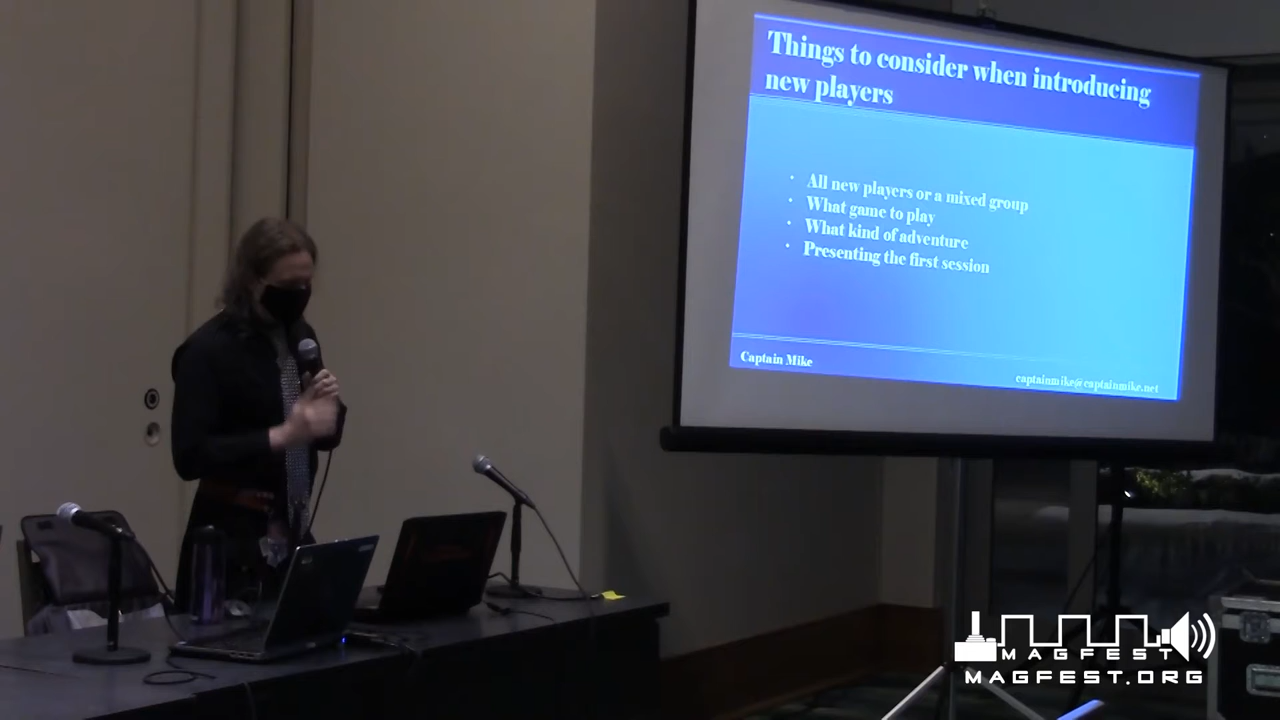 Things to consider when introducing
new players
· All new players or a mixed group
· What game to play
· What kind of adventure
· Presenting the first session
Captain Mike
captainmike@captainmike.net
MAGFEST
MAGFEST.ORG